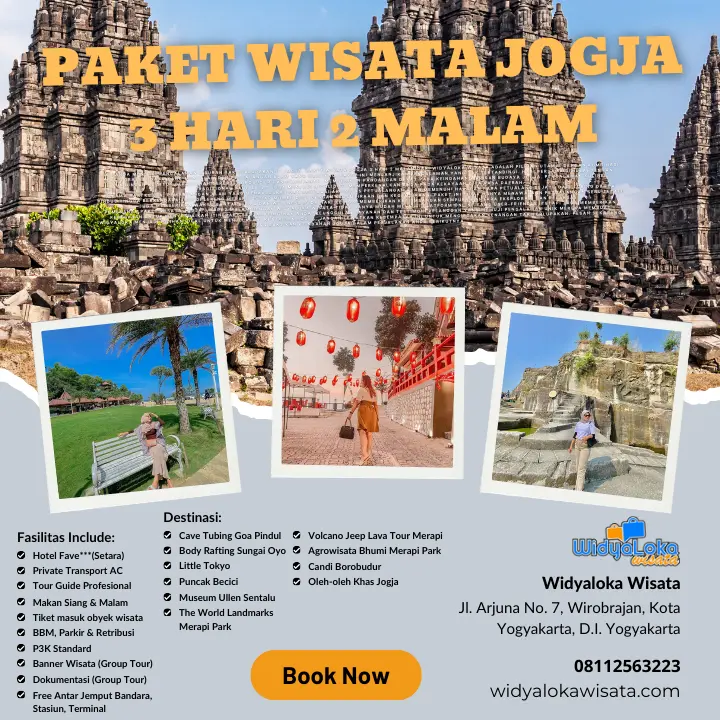 PAKET WISATA JOGJA
3 HARI 2 MALAM
Fasilitas Include:
Hotel Fave***(Setara)
Private Transport AC
Tour Guide Profesional
Makan Siang & Malam
Tiket masuk obyek wisata
BBM, Parkir & Retribusi
P3K Standard
Banner Wisata (Group Tour)
Dokumentasi (Group Tour)
Free Antar Jemput Bandara,
Stasiun, Terminal
Destinasi:
Cave Tubing Goa Pindul
Body Rafting Sungai Oyo
Little Tokyo
Puncak Becici
Museum Ullen Sentalu
The World Landmarks
Merapi Park
Volcano Jeep Lava Tour Merapi
Agrowisata Bhumi Merapi Park
Candi Borobudur
Oleh-oleh Khas Jogja
Book Now
WidyaLoka
wisata
Widyaloka Wisata
Jl. Arjuna No. 7, Wirobrajan, Kota
Yogyakarta, D.I. Yogyakarta
08112563223
widyalokawisata.com